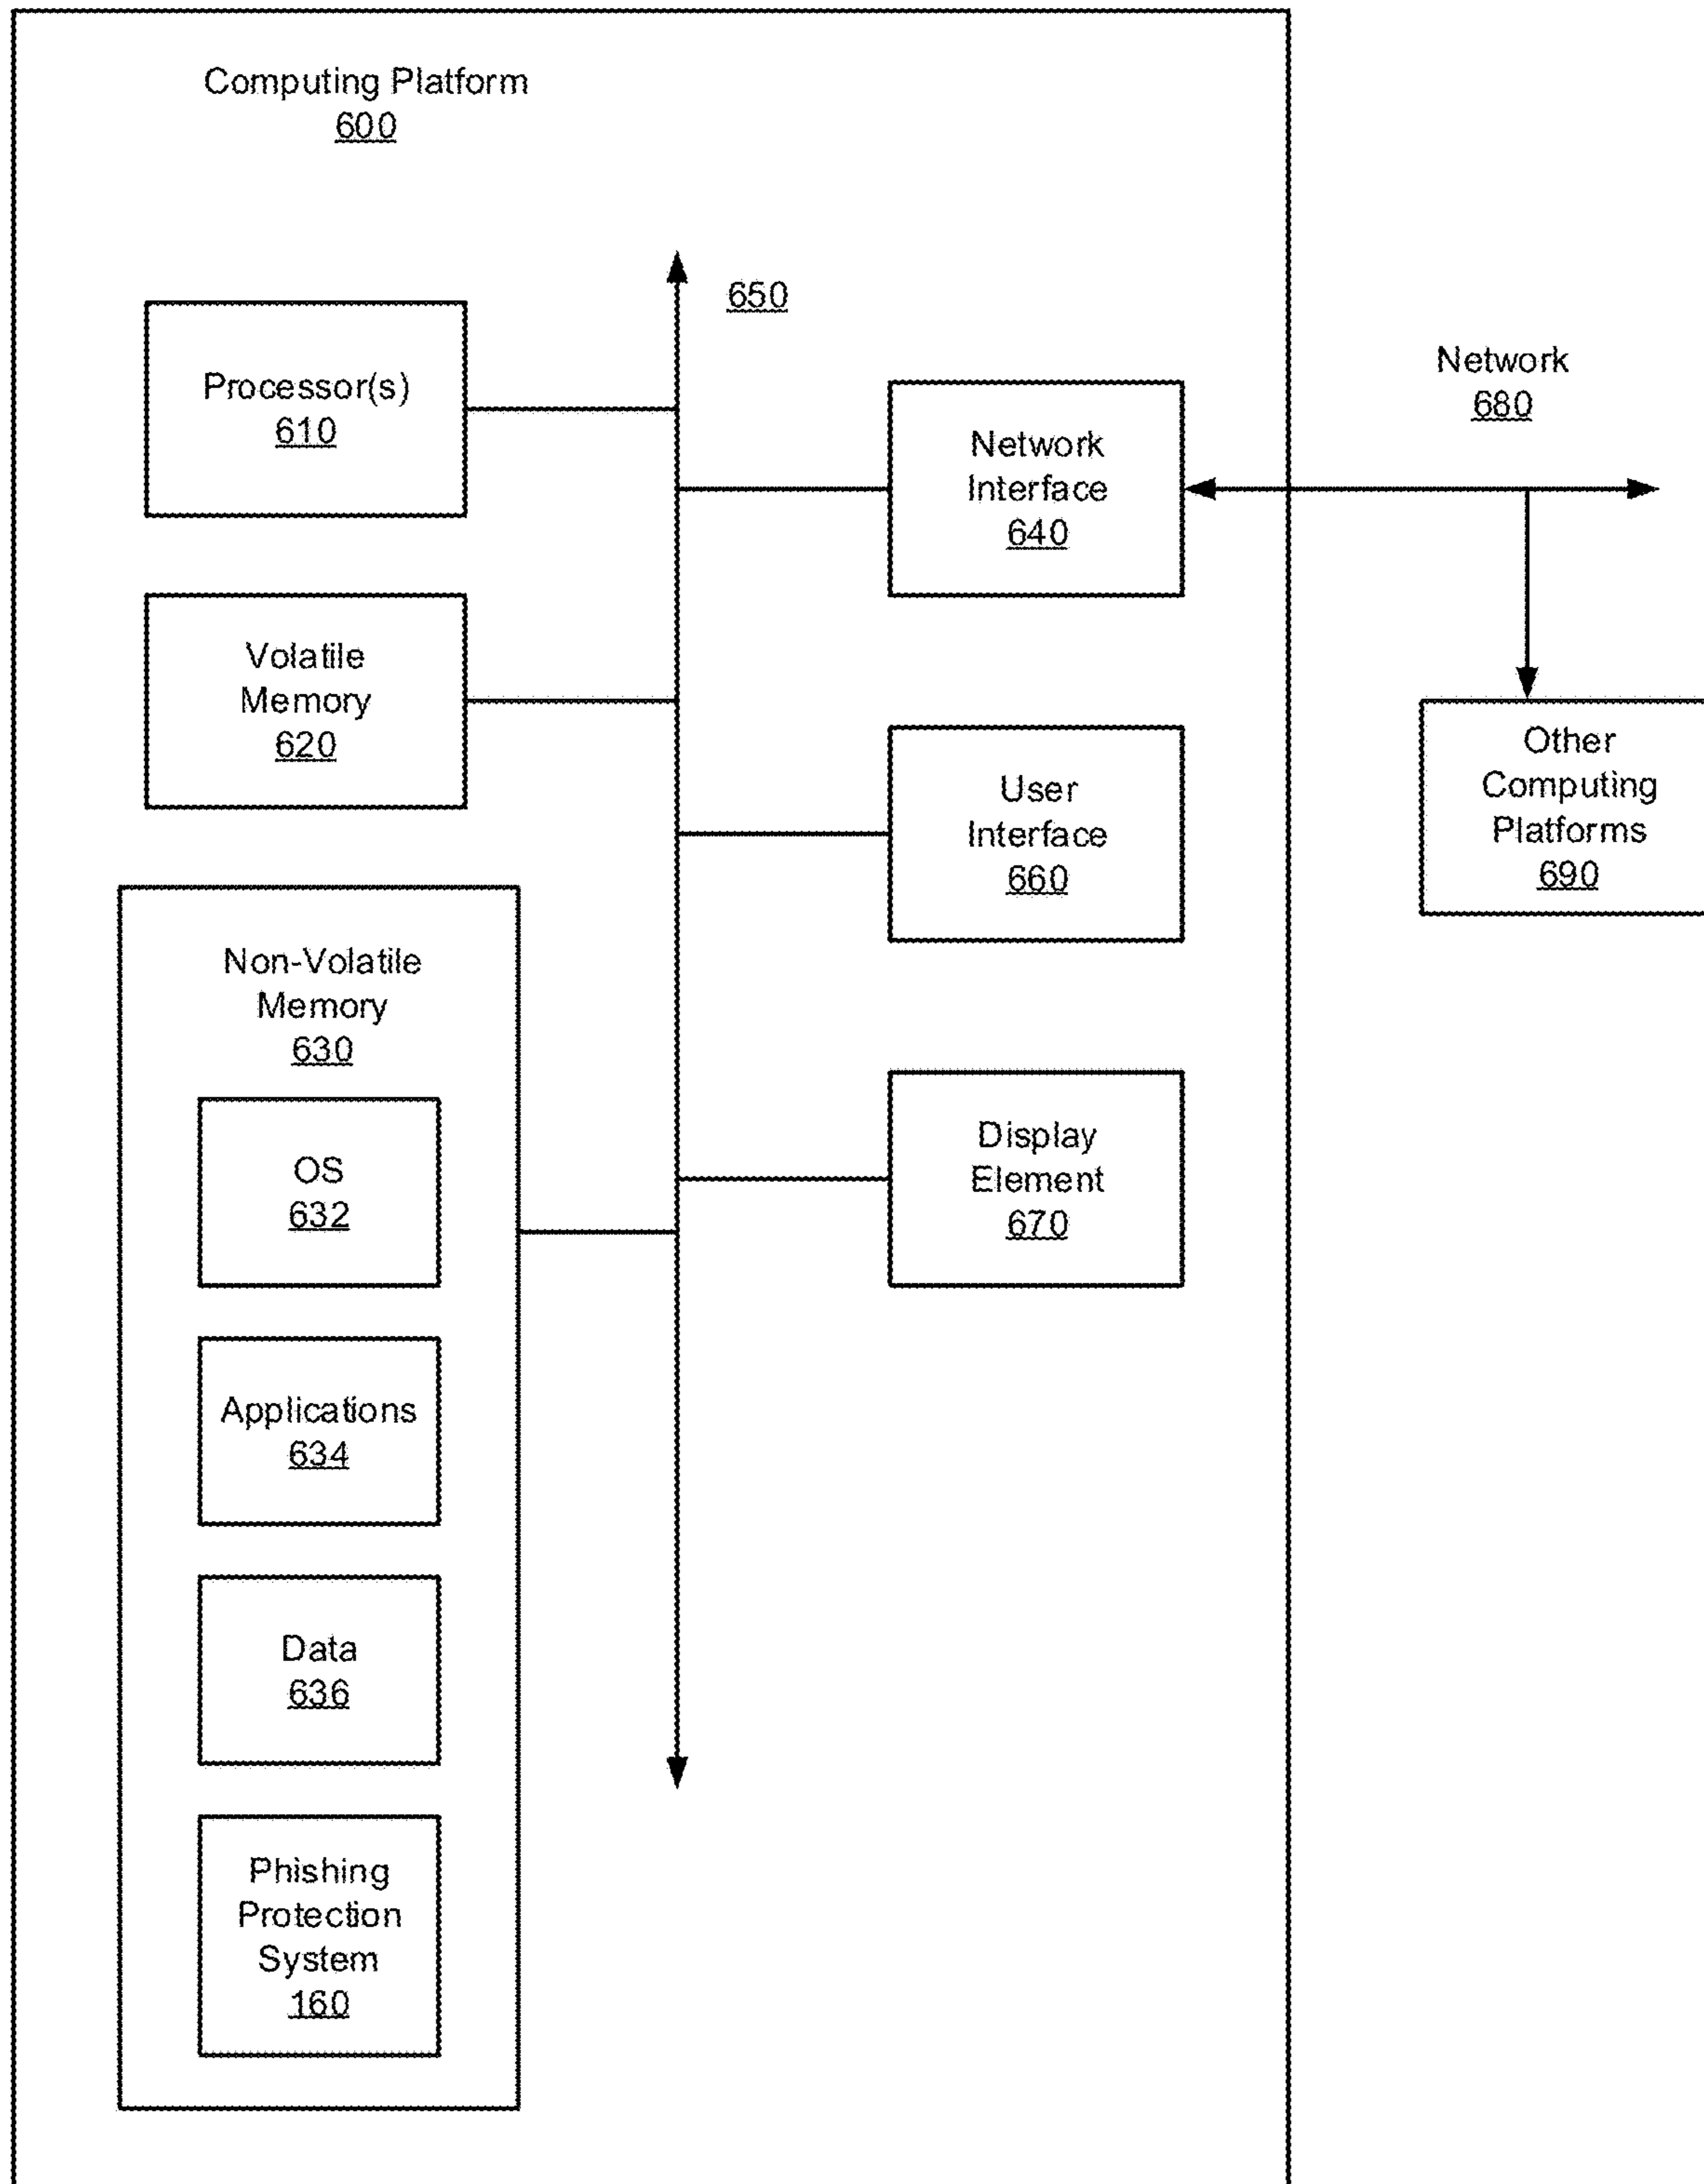 Computing Platform
600
650
Processor(s)
610
Network
680
Network
Interface
640
Volatile
Memory
620
Other
Computing
Platforms
690
User
Interface
660
Non-Volatile
Memory
630
Display
Element
670
OS
632
Applications
634
Data
636
Phishing
Protection
System
160